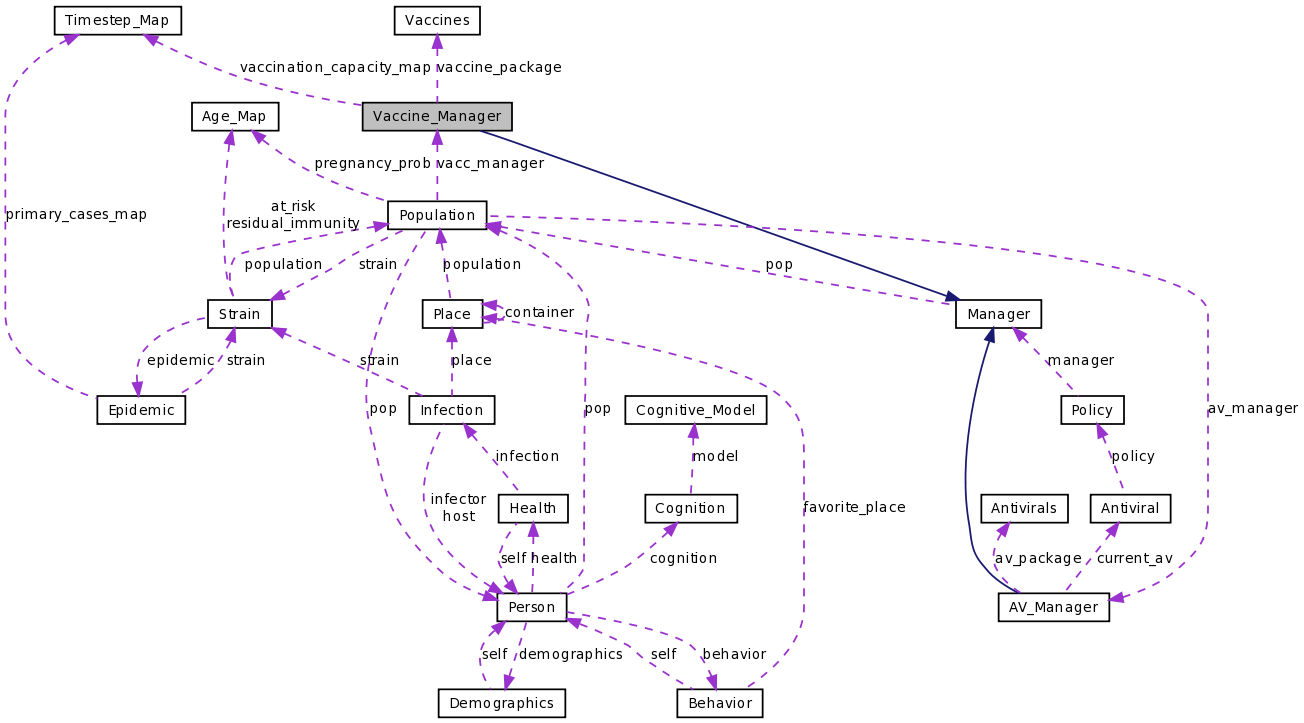 Timestep_Map
Vaccines
vaccination_capacity_map
vaccine_package
Age_Map
Vaccine_Manager
pregnancy_prob
vacc_manager
primary_cases_map
at_risk
residual_immunity
Population
population
strain
population
pop
Strain
Place
container
Manager
epidemic
strain
strain
place
manager
Epidemic
pop
Infection
pop
Cognitive_Model
Policy
av_manager
infection
model
policy
infector
host
Health
Cognition
favorite_place
Antivirals
Antiviral
self
health
cognition
av_package
current_av
Person
AV_Manager
self
demographics
self
behavior
Demographics
Behavior